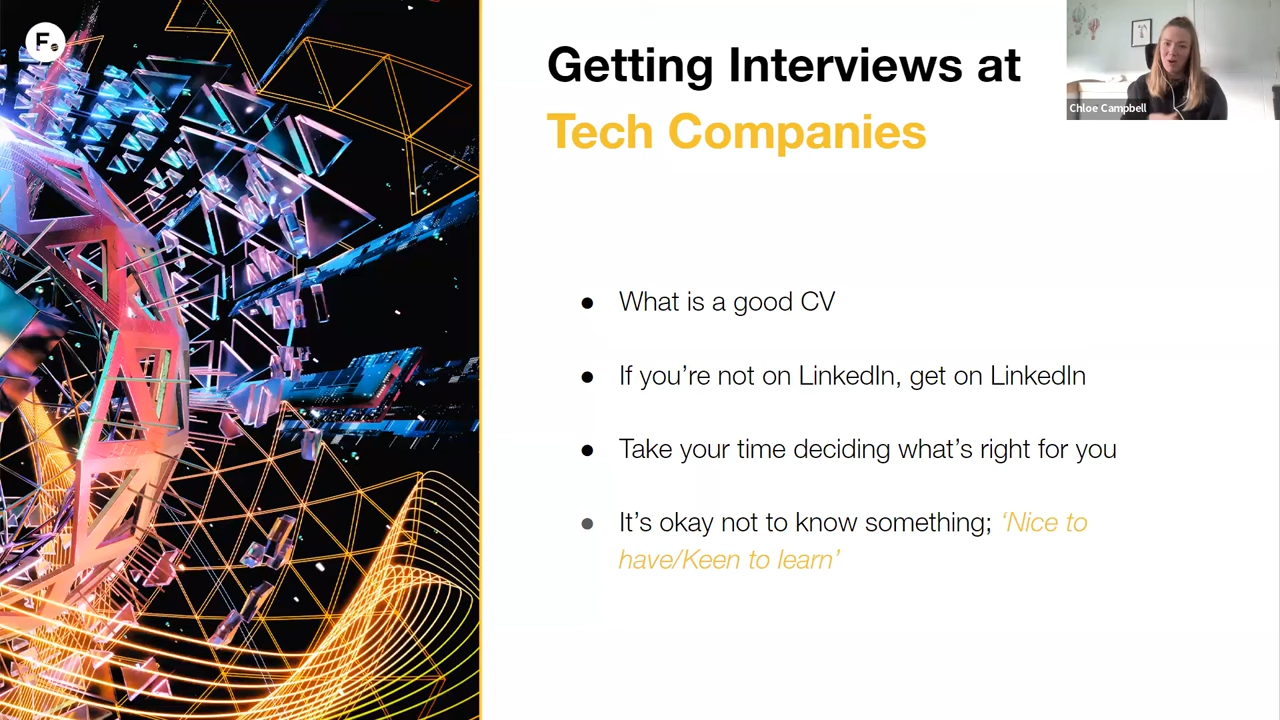 F.
Getting Interviews at
Tech Companies
Chloe Campbell
● What is a good CV
● If you’re not on LinkedIn, get on LinkedIn
● Take your time deciding what’s right for you
● It’s okay not to know something; ‘Nice to
have/Keen to learn’